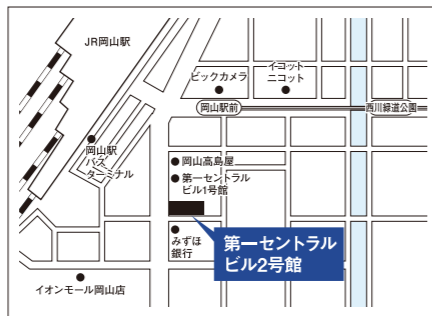 JR岡山駅
ビックカメラ
イコット
ニコット
岡山駅前
西川緑道公園
岡山駅
バス
ターミナル
岡山高島屋
第一セントラル
ビル1号館
みずほ
銀行
第一セントラル
ビル2号館
イオンモール岡山店